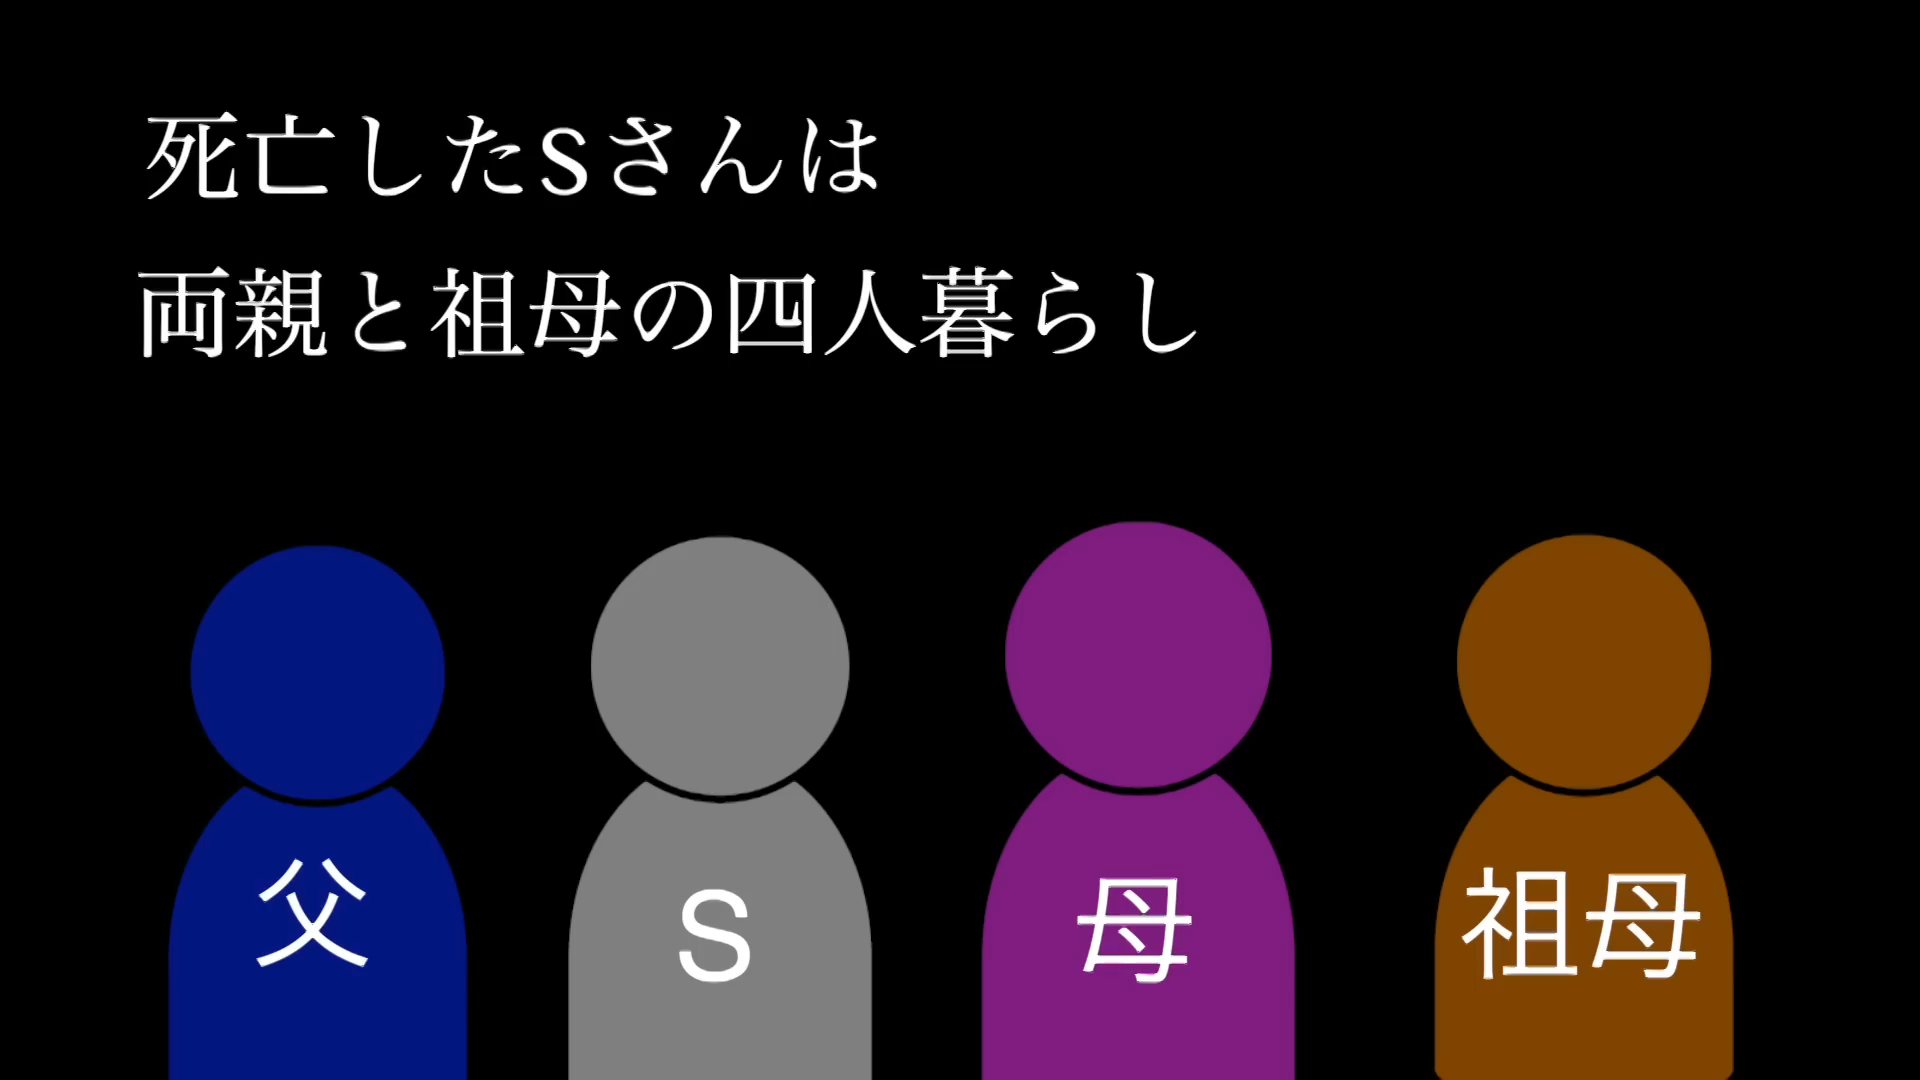 死亡したSさんは
両親と祖母の四人暮らし
父
S
母
祖母